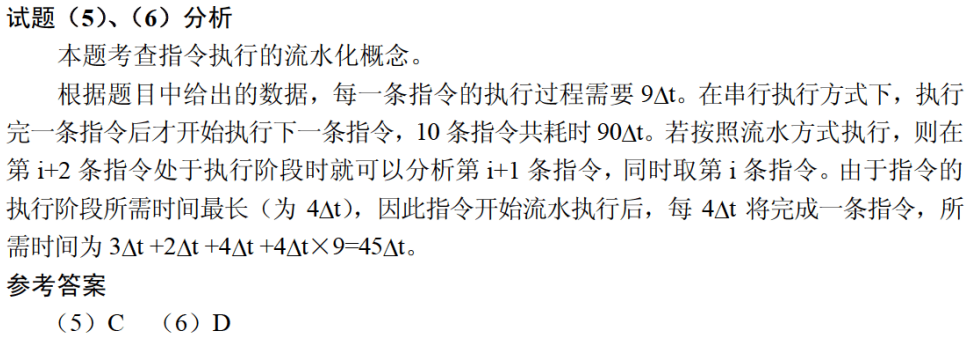 试题（5）、（6）分析
本题考查指令执行的流水化概念。
根据题目中给出的数据，每一条指令的执行过程需要 9Δt。在串行执行方式下，执行
完一条指令后才开始执行下一条指令，10 条指令共耗时 90Δt。若按照流水方式执行，则在
第 i+2 条指令处于执行阶段时就可以分析第 i+1 条指令，同时取第 i 条指令。由于指令的
执行阶段所需时间最长（为 4Δt），因此指令开始流水执行后，每 4Δt 将完成一条指令，所
需时间为 3Δt +2Δt +4Δt +4Δt×9=45Δt。
参考答案
（5）C （6）D